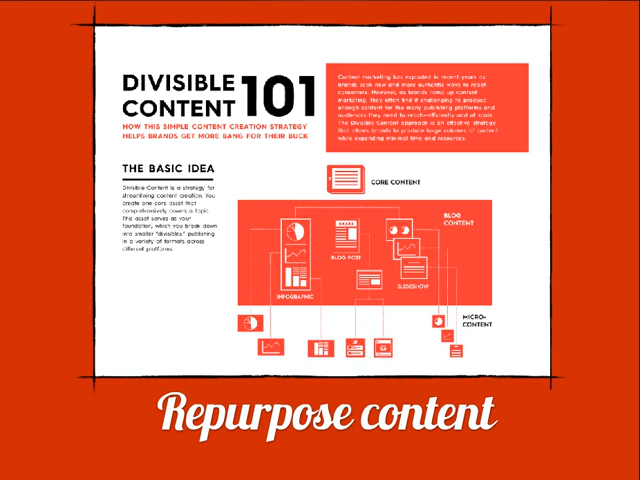 DIVISIBLE
CONTENT 101
HOW THIS SIMPLE CONTENT CREATION STRATEGY
HELPS BRANDS GET MORE BANG FOR THEIR BUCK
Content marketing has exploded in recent years as
brands seek new and more authentic ways to reach
consumers. However, as brands ramp up content
marketing, they often find it challenging to produce
enough content for the many publishing platforms and
audiences they need to reach—efficiently and at scale.
The Divisible Content approach is an effective strategy
that allows brands to produce large volumes of content
while expending minimal time and resources.
THE BASIC IDEA
Divisible Content is a strategy for
streamlining content creation. You
create one core asset that
comprehensively covers a topic.
This asset serves as your
foundation, which you break down
into smaller "divisibles," publishing
in a variety of formats across
different platforms.
CORE CONTENT
BLOG
CONTENT
BLOG POST
SLIDESHOW
INFOGRAPHIC
MICRO-
CONTENT
Repurpose content